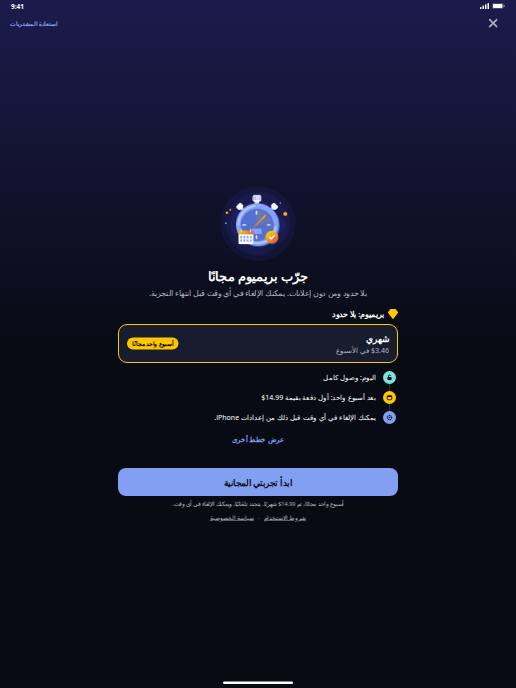 9:41
استعادة المشتريات
جرّب بريميوم مجانًا
بلا حدود ومن دون إعلانات. يمكنك الإلغاء في أي وقت قبل انتهاء التجربة.
بريميوم: بلا حدود
شهري
$3.46 في الأسبوع
أسبوع واحد مجانًا
اليوم: وصول كامل
بعد أسبوع واحد: أول دفعة بقيمة 14.99$
يمكنك الإلغاء في أي وقت قبل ذلك من إعدادات iPhone.
عرض خطط أخرى
ابدأ تجربتي المجانية
أسبوع واحد مجانًا، ثم 14.99$ شهريًا. يتجدد تلقائيًا، ويمكنك الإلغاء في أي وقت.
شروط الاستخدام · سياسة الخصوصية